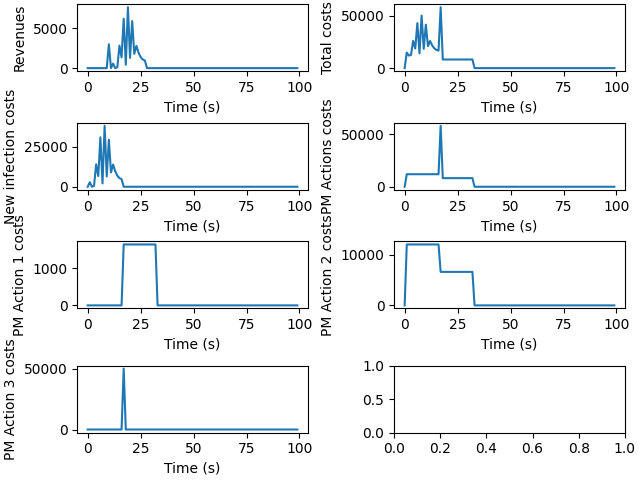 Revenues
5000
0
0 25 50 75 100
Time (s)
Total costs
50000
0
0 25 50 75 100
Time (s)
New infection costs
25000
0
0 25 50 75 100
Time (s)
PM Actions costs
50000
0
0 25 50 75 100
Time (s)
PM Action 1 costs
1000
0
0 25 50 75 100
Time (s)
PM Action 2 costs
10000
0
0 25 50 75 100
Time (s)
PM Action 3 costs
50000
0
0 25 50 75 100
Time (s)
1.0
0.5
0.0
0.0 0.2 0.4 0.6 0.8 1.0